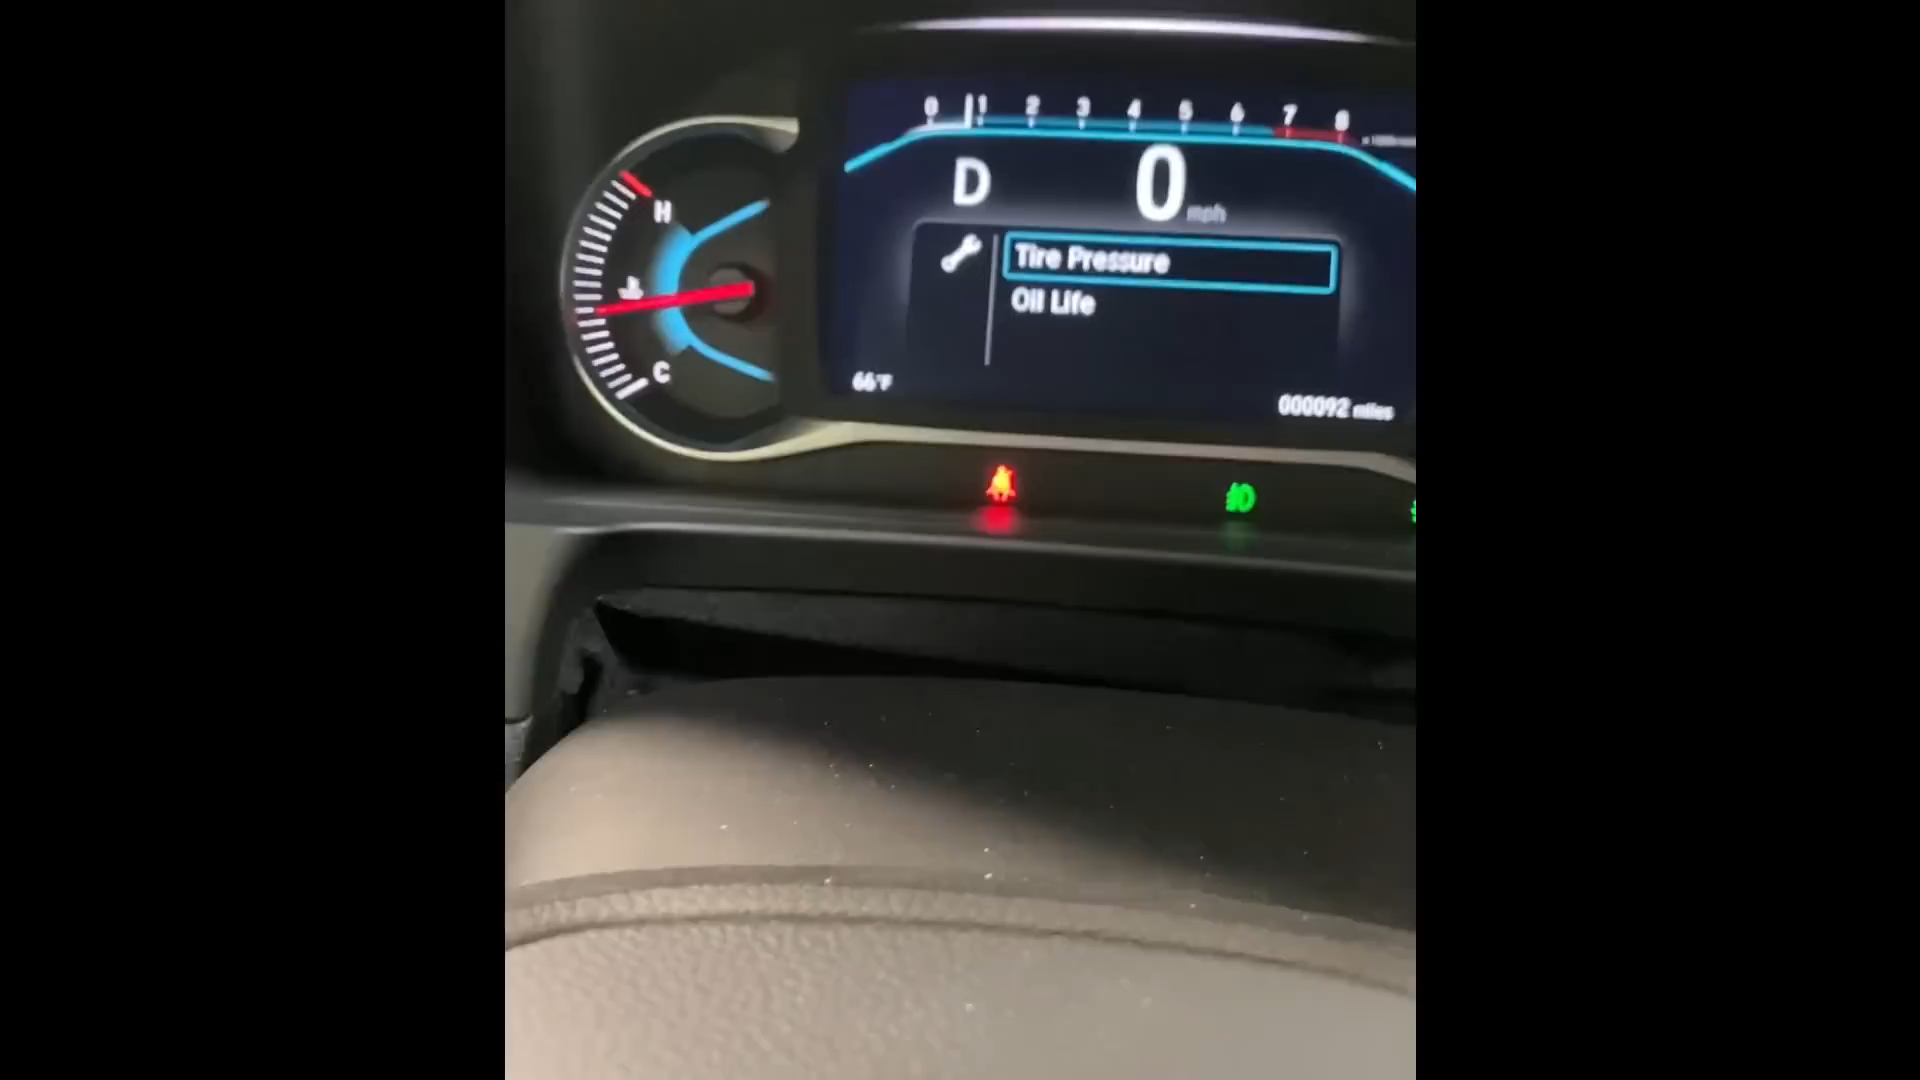 0 1 2 3 4 5 6 7 8
D 0 mph
H
Tire Pressure
Oil Life
C
66°F
000092 miles